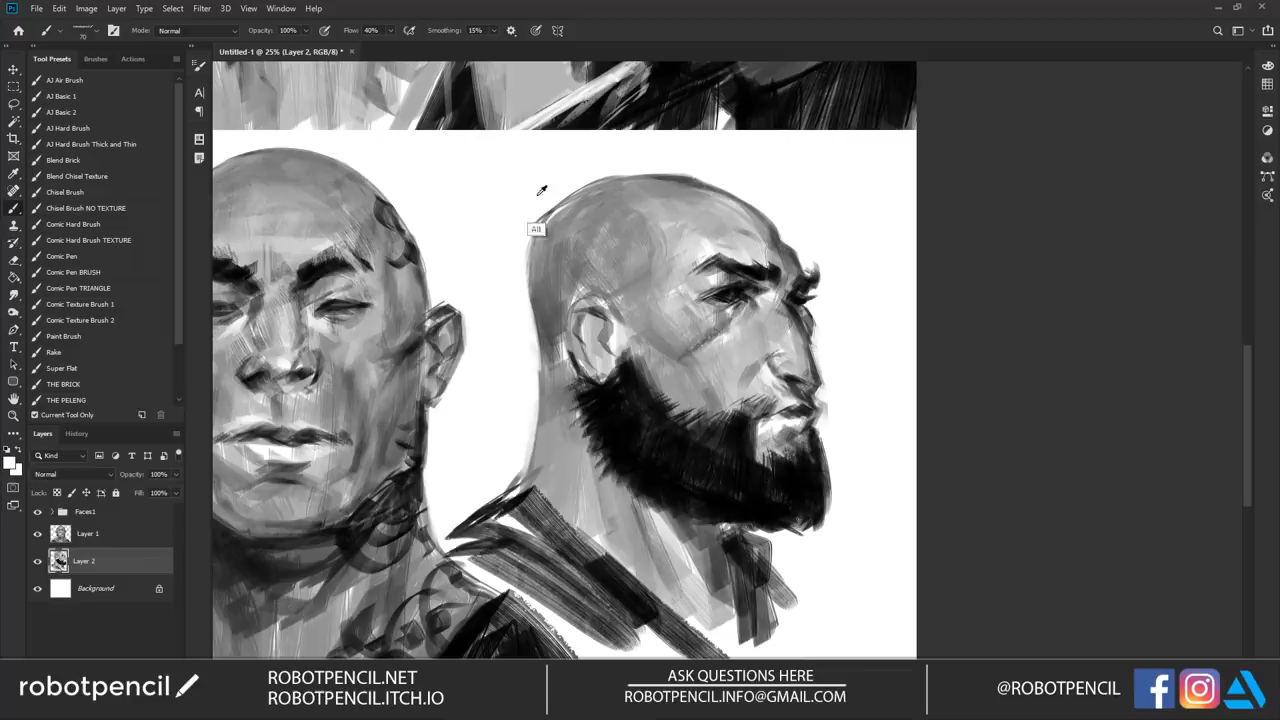 File Edit Image Layer Type Select Filter 3D View Window Help
70 Mode: Normal Opacity: 100% Flow: 40% Smoothing: 15%
Untitled-1 @ 25% (Layer 2, RGB/8) *
Tool Presets Brushes Actions
AJ Air Brush
AJ Basic 1
AJ Basic 2
AJ Hard Brush
AJ Hard Brush Thick and Thin
Blend Brick
Blend Chisel Texture
Chisel Brush
Chisel Brush NO TEXTURE
Comic Hard Brush
Comic Hard Brush TEXTURE
Comic Pen
Comic Pen BRUSH
Comic Pen TRIANGLE
Comic Texture Brush 1
Comic Texture Brush 2
Paint Brush
Rake
Super Flat
THE BRICK
THE PELENG
Current Tool Only
Layers History
Kind
Normal Opacity: 100%
Lock: Fill: 100%
Faces1
Layer 1
Layer 2
Background
Alt
robotpencil
ROBOTPENCIL.NET
ROBOTPENCIL.ITCH.IO
ASK QUESTIONS HERE
ROBOTPENCIL.INFO@GMAIL.COM
@ROBOTPENCIL